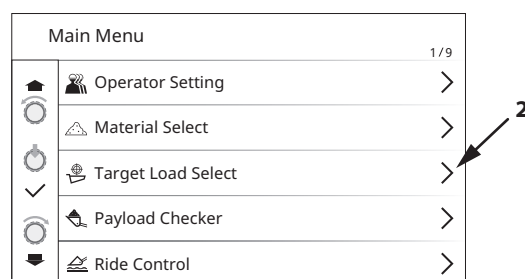 Main Menu
1/9
Operator Setting
Material Select
2
Target Load Select
Payload Checker
Ride Control